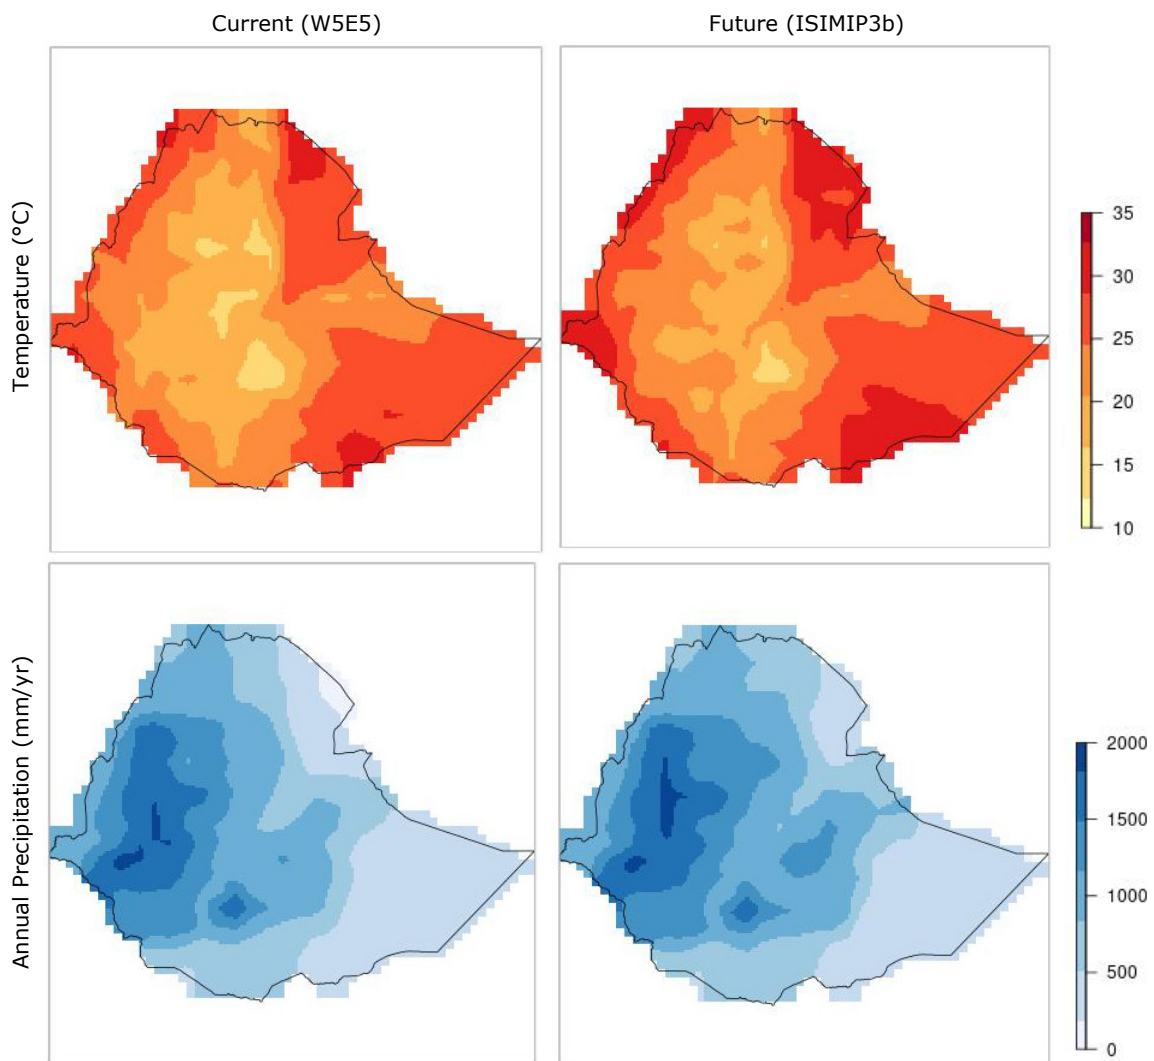 Current (W5E5)
Future (ISIMIP3b)
Temperature (°C)
35
30
25
20
15
10
Annual Precipitation (mm/yr)
2000
1500
1000
500
0